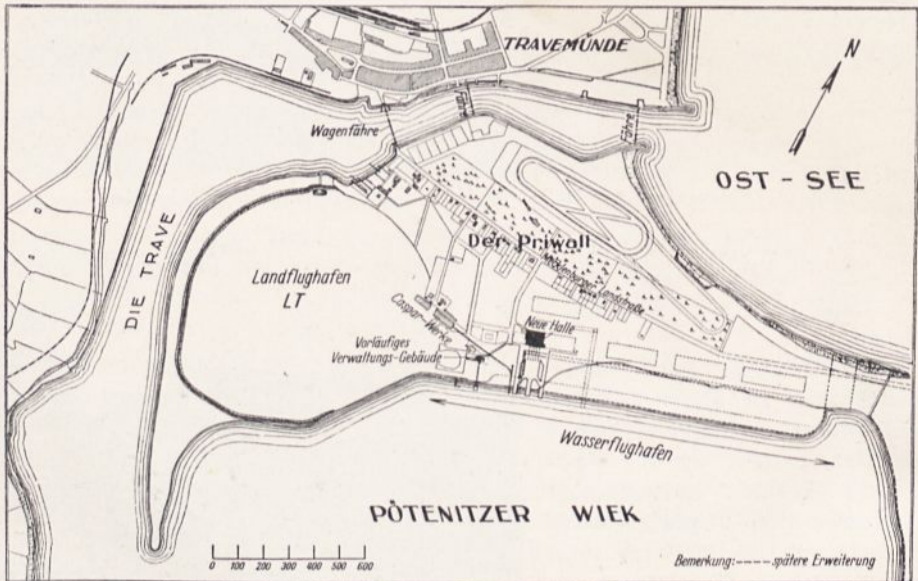 TRAVEMÜNDE
N
Wagenfähre
Fähre
Fähre
OST - SEE
DIE TRAVE
Der Priwall
Landflughafen
LT
Caspar Werke
Neue Halle
Vorläufiges
Verwaltungs-Gebäude
Wasserflughafen
PÖTENITZER WIEK
0 100 200 300 400 500 600
Bemerkung: ---- spätere Erweiterung